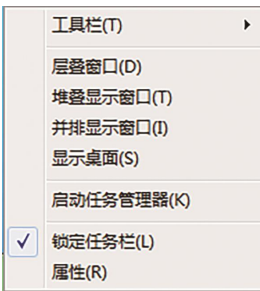 工具栏(T)
层叠窗口(D)
堆叠显示窗口(T)
并排显示窗口(I)
显示桌面(S)
启动任务管理器(K)
锁定任务栏(L)
属性(R)